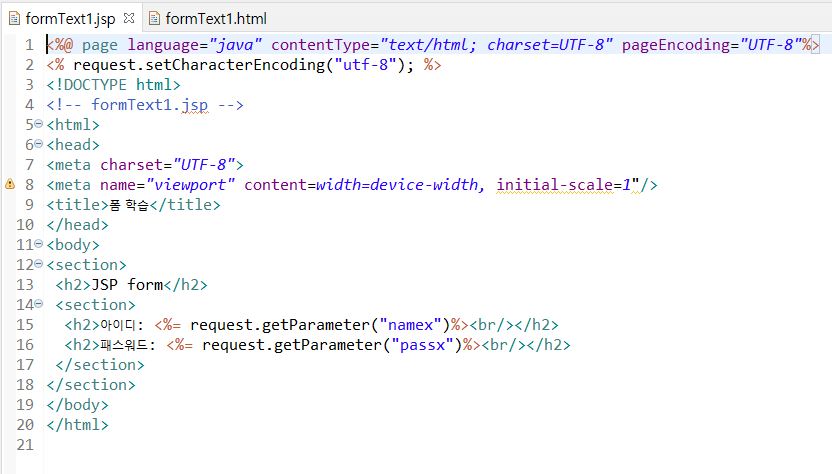 formText1.jsp formText1.html
1 <%@ page language="java" contentType="text/html; charset=UTF-8" pageEncoding="UTF-8"%>
2 <% request.setCharacterEncoding("utf-8"); %>
3 <!DOCTYPE html>
4 <!-- formText1.jsp -->
5 <html>
6 <head>
7 <meta charset="UTF-8">
8 <meta name="viewport" content=width=device-width, initial-scale=1"/>
9 <title>폼 학습</title>
10 </head>
11 <body>
12 <section>
13 <h2>JSP form</h2>
14 <section>
15 <h2>아이디: <%= request.getParameter("namex")%><br/></h2>
16 <h2>패스워드: <%= request.getParameter("passx")%><br/></h2>
17 </section>
18 </section>
19 </body>
20 </html>
21